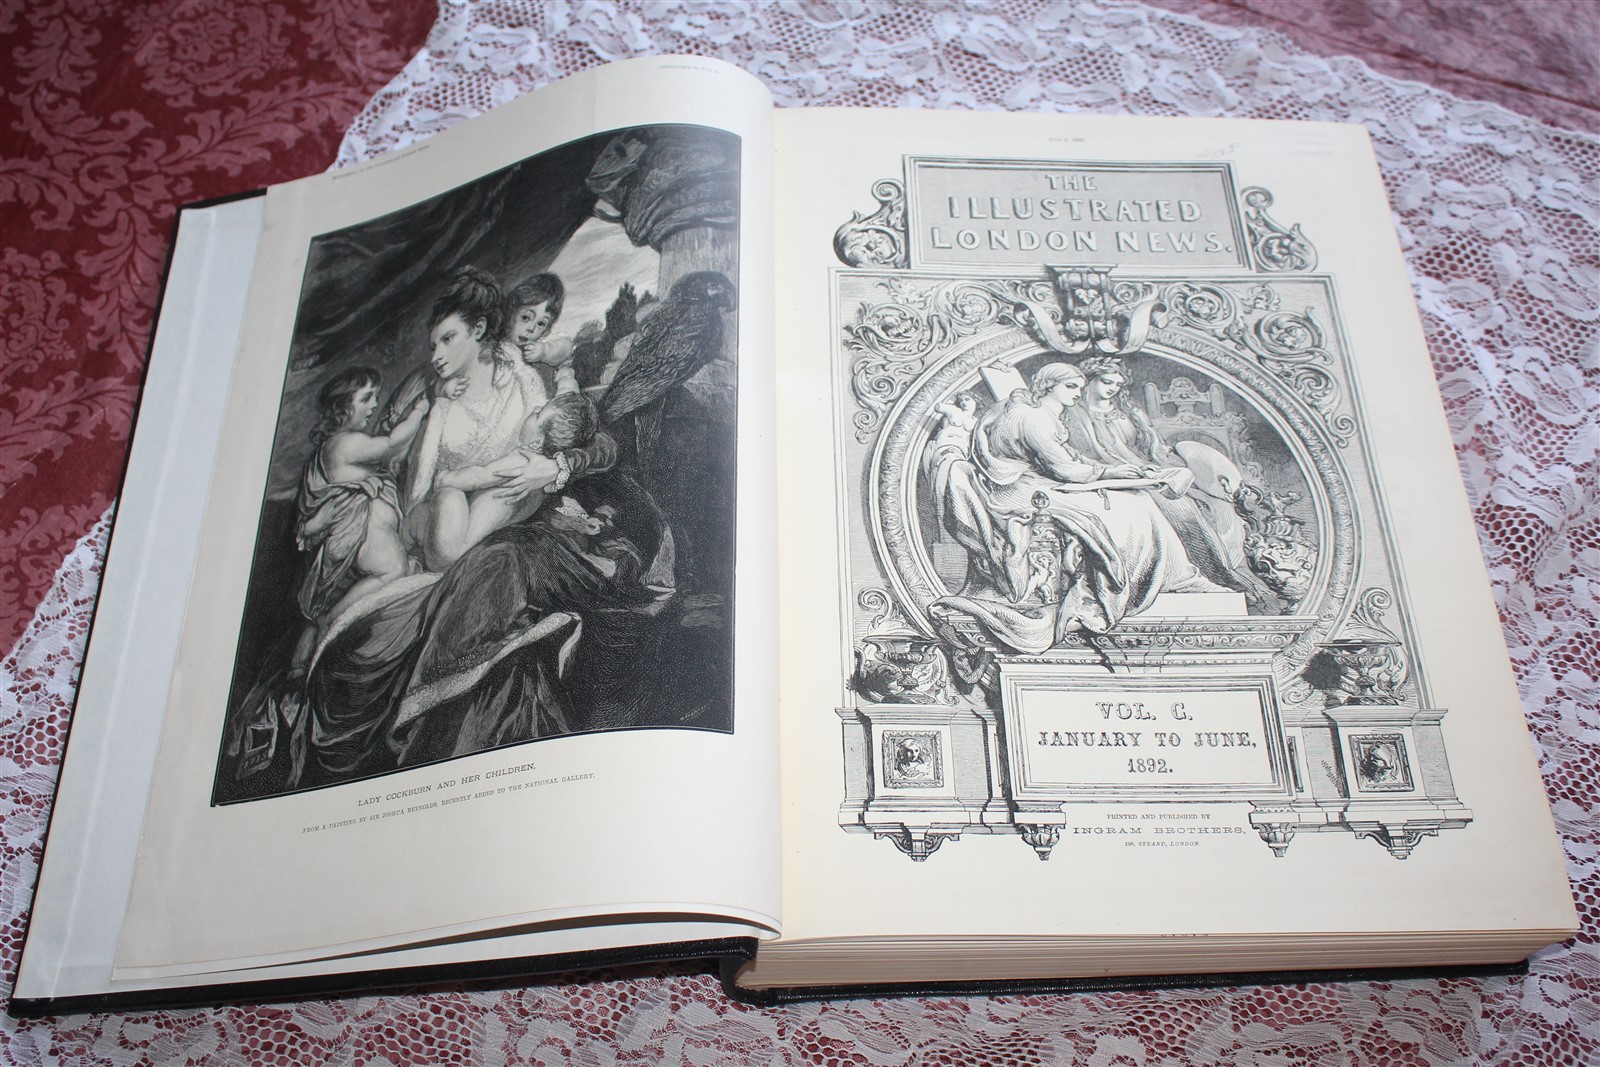 LADY COCKBURN AND HER CHILDREN,
FROM A PAINTING BY SIR JOSHUA REYNOLDS, RECENTLY ADDED TO THE NATIONAL GALLERY.
THE
ILLUSTRATED
LONDON NEWS.
VOL. C.
JANUARY TO JUNE,
1892.
PRINTED AND PUBLISHED BY
INGRAM BROTHERS,
198, STRAND, LONDON.